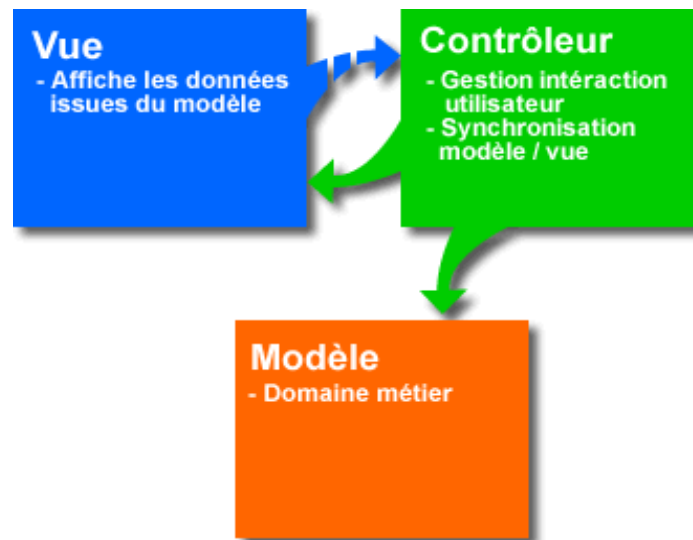 Vue
- Affiche les données
issues du modèle
Contrôleur
- Gestion intéraction
utilisateur
- Synchronisation
modèle / vue
Modèle
- Domaine métier